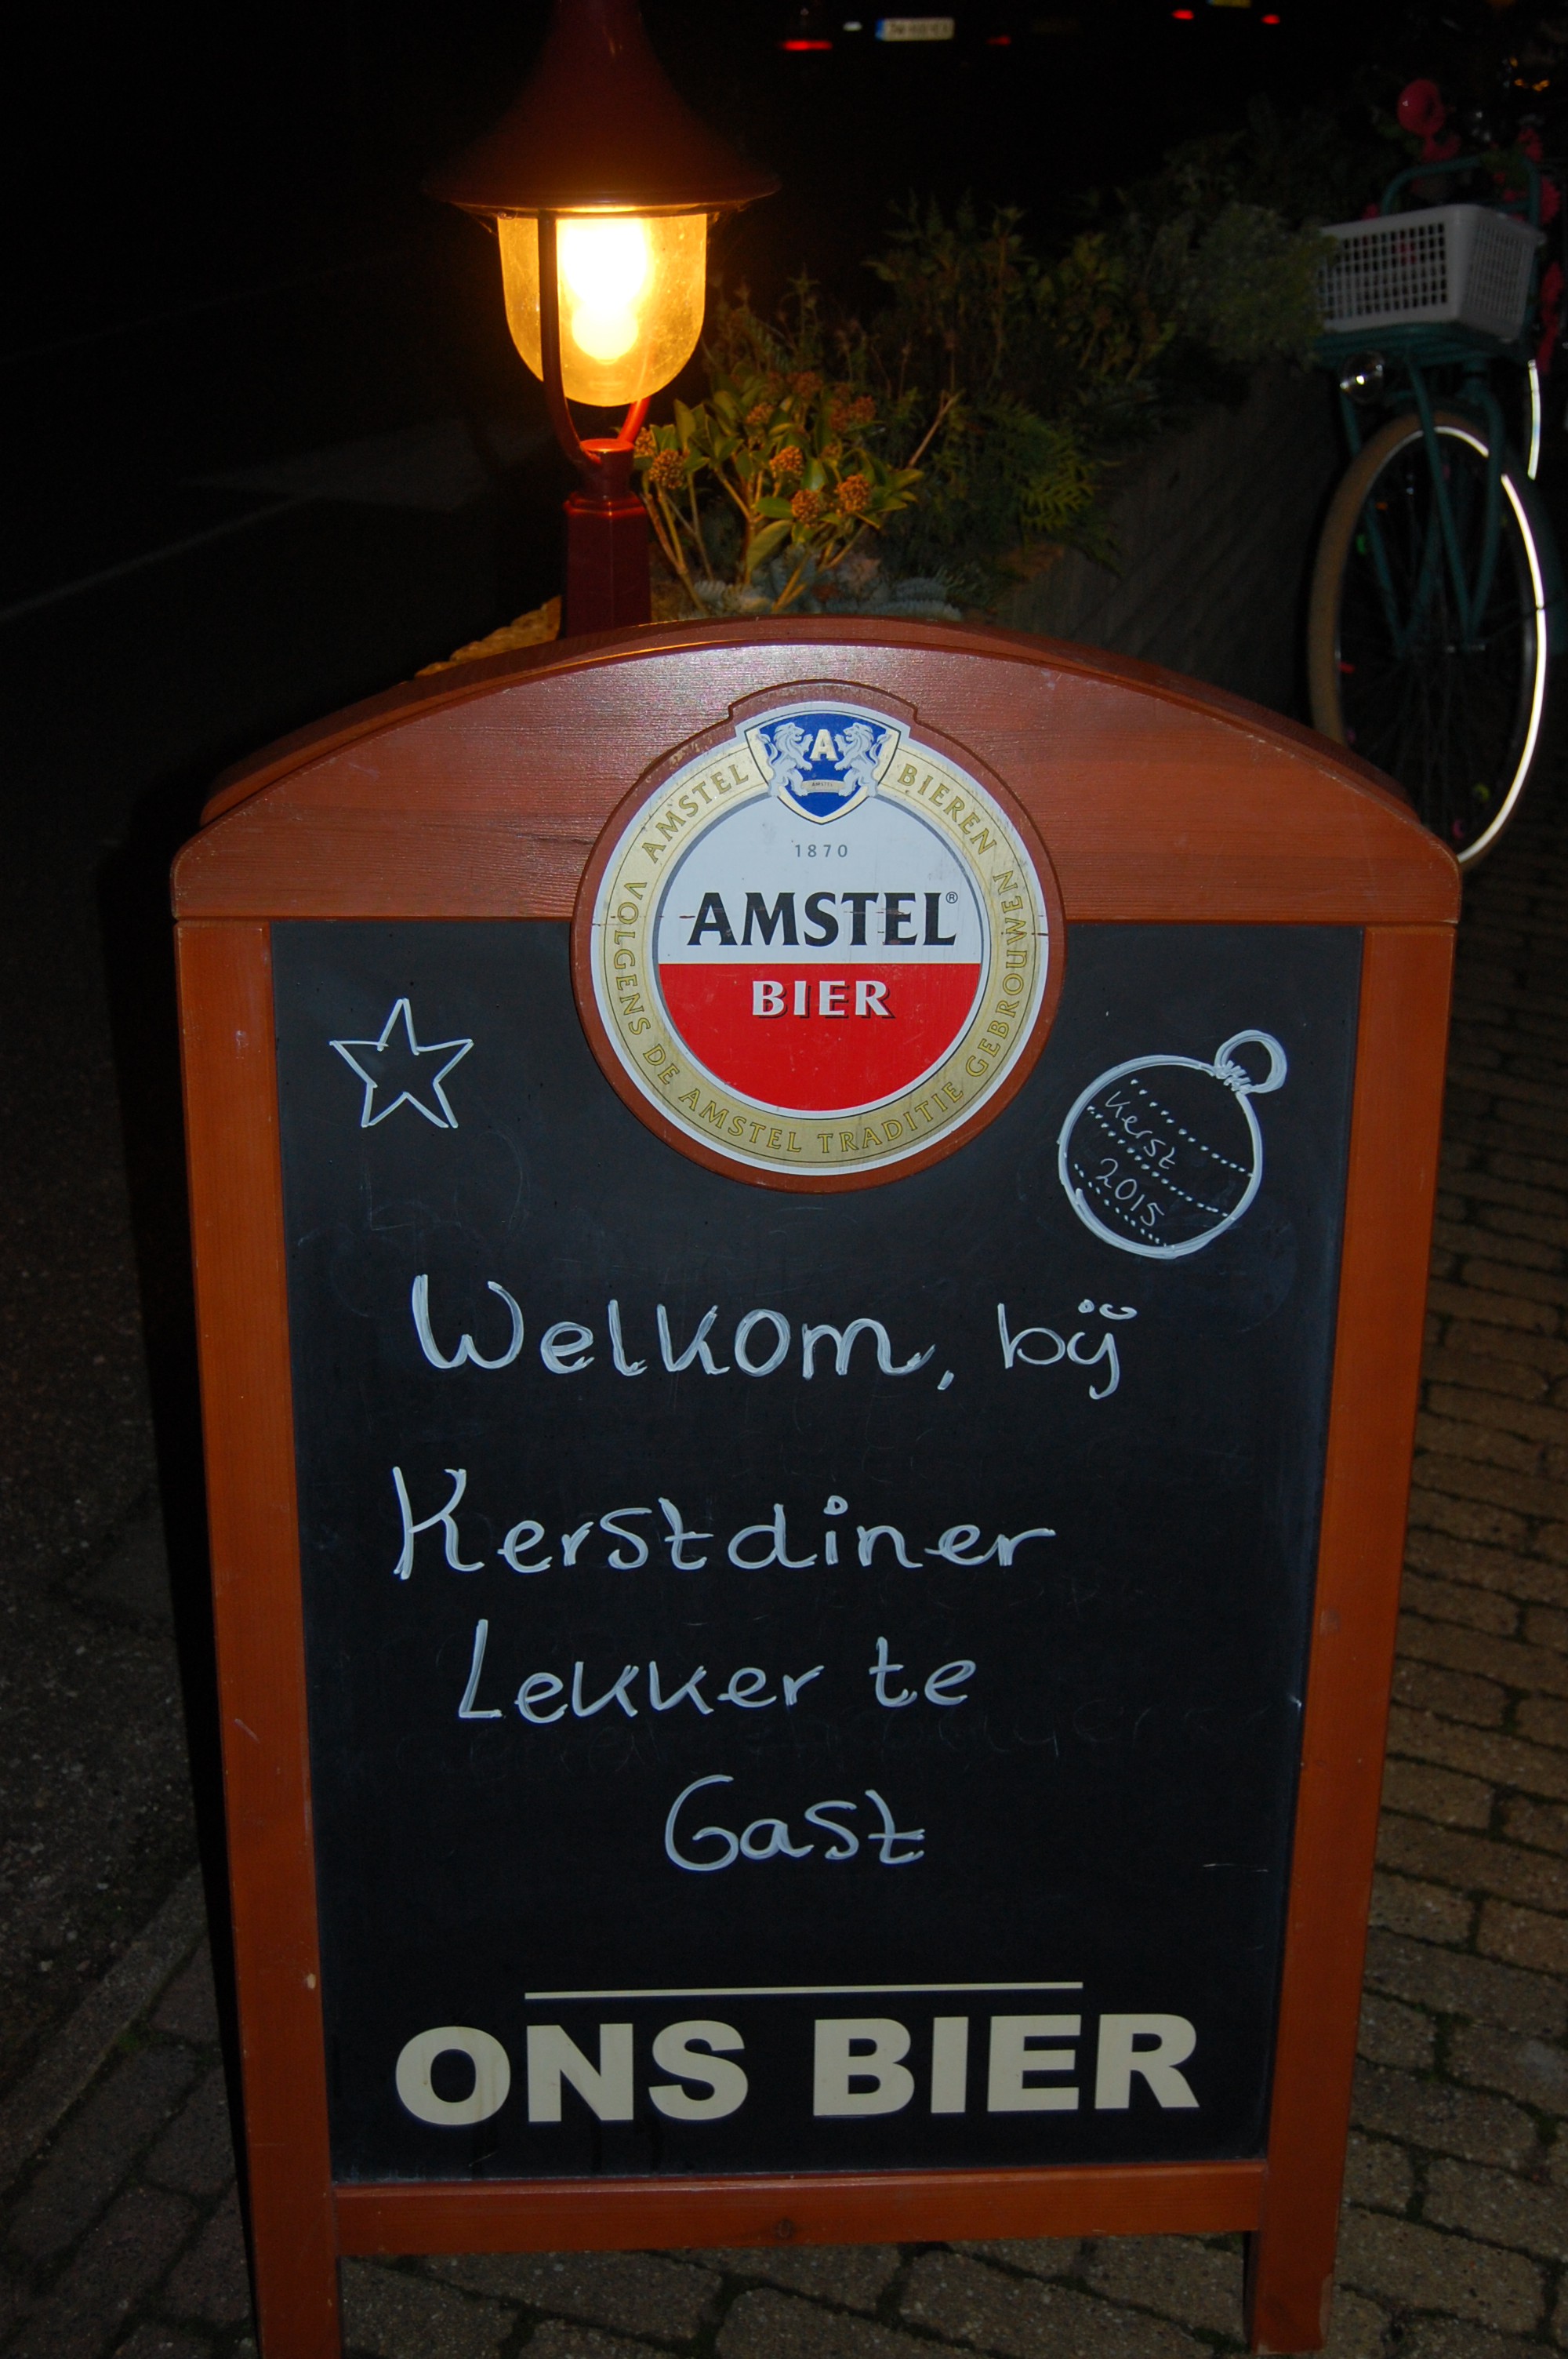 A
AMSTEL
AMSTEL BIEREN
VOLGENS DE AMSTEL TRADITIE GEBROUWEN
1870
AMSTEL®
BIER
Kerst
2015
Welkom, bij
Kerstdiner
Lekker te
Gast
ONS BIER